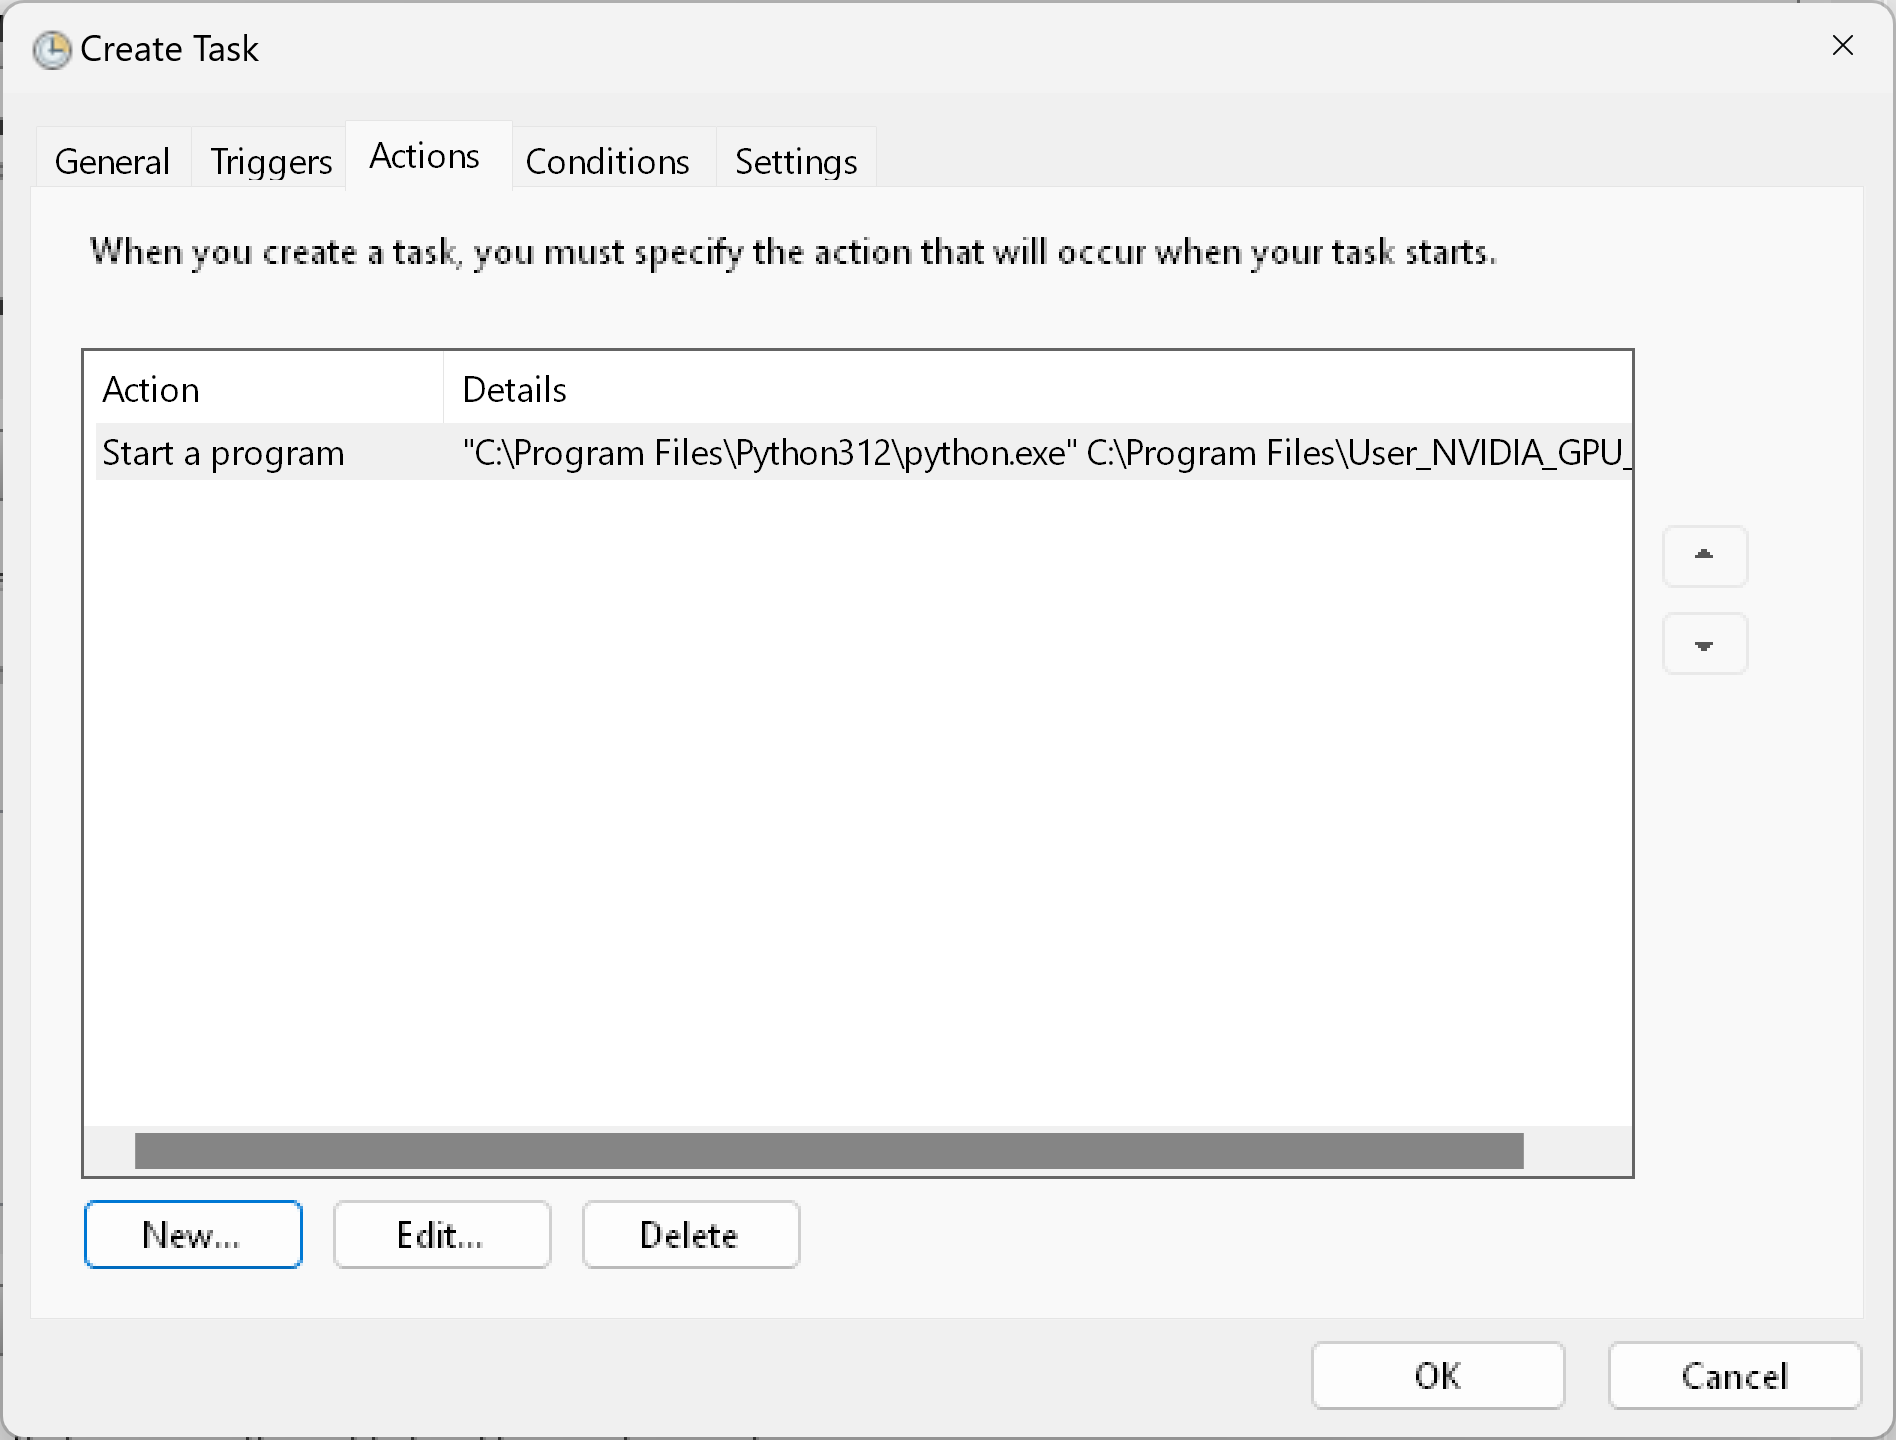 Create Task
General Triggers Actions Conditions Settings
When you create a task, you must specify the action that will occur when your task starts.
Action Details
Start a program "C:\Program Files\Python312\python.exe" C:\Program Files\User_NVIDIA_GPU_
New... Edit... Delete
OK Cancel